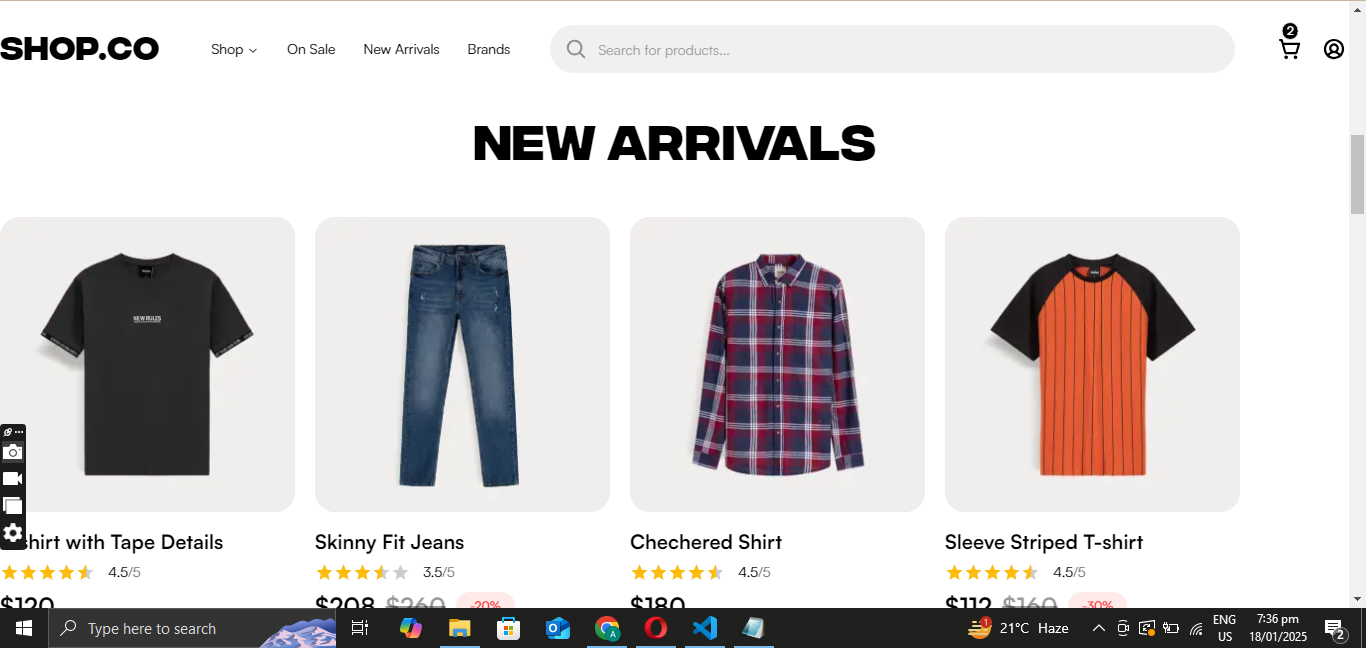 SHOP.CO
Shop
On Sale
New Arrivals
Brands
Search for products...
2
NEW ARRIVALS
NEW RULES
shirt with Tape Details
Skinny Fit Jeans
Chechered Shirt
Sleeve Striped T-shirt
4.5/5
3.5/5
4.5/5
4.5/5
$120
$208 $260 -20%
$180
$112 $160 -30%
Type here to search
A
1
21°C Haze
ENG
US
7:36 pm
18/01/2025
2